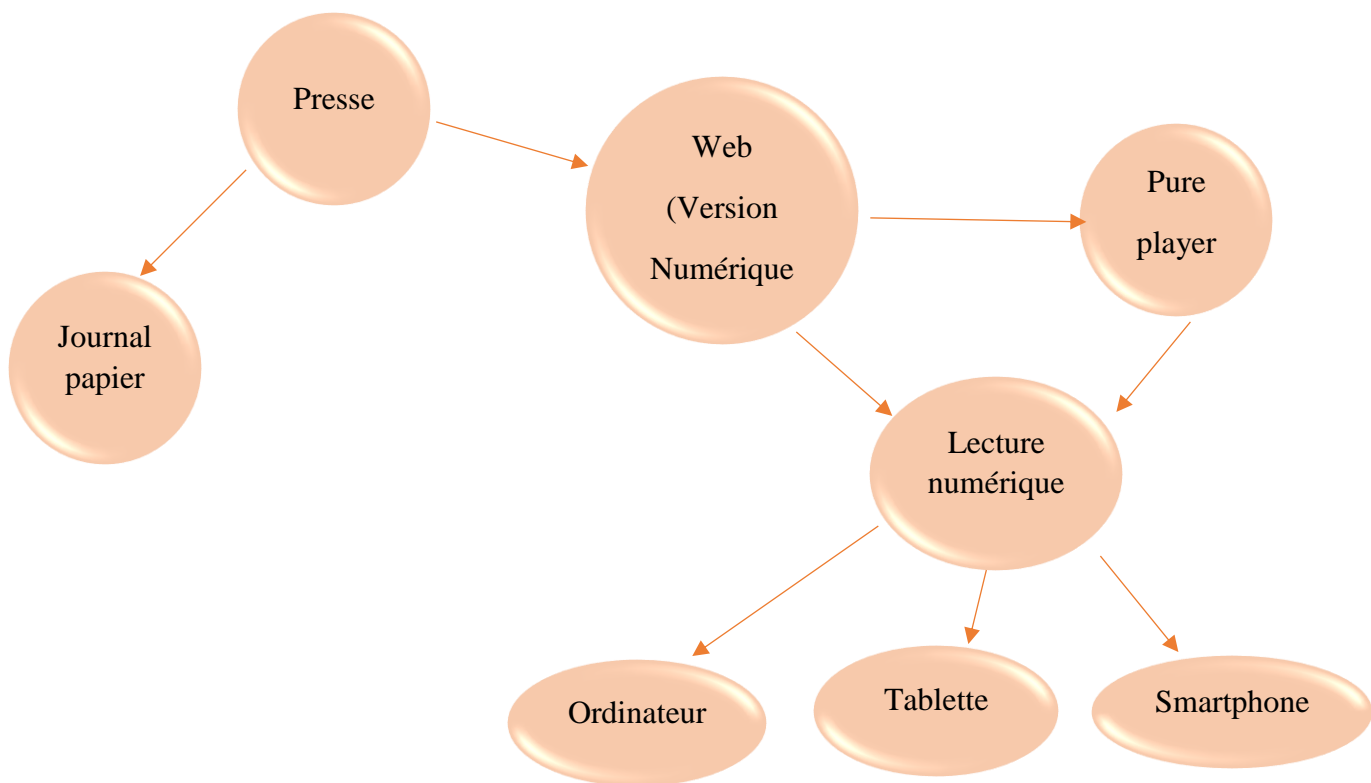 Presse
Web
(Version
Numérique
Pure
player
Journal
papier
Lecture
numérique
Ordinateur
Tablette
Smartphone